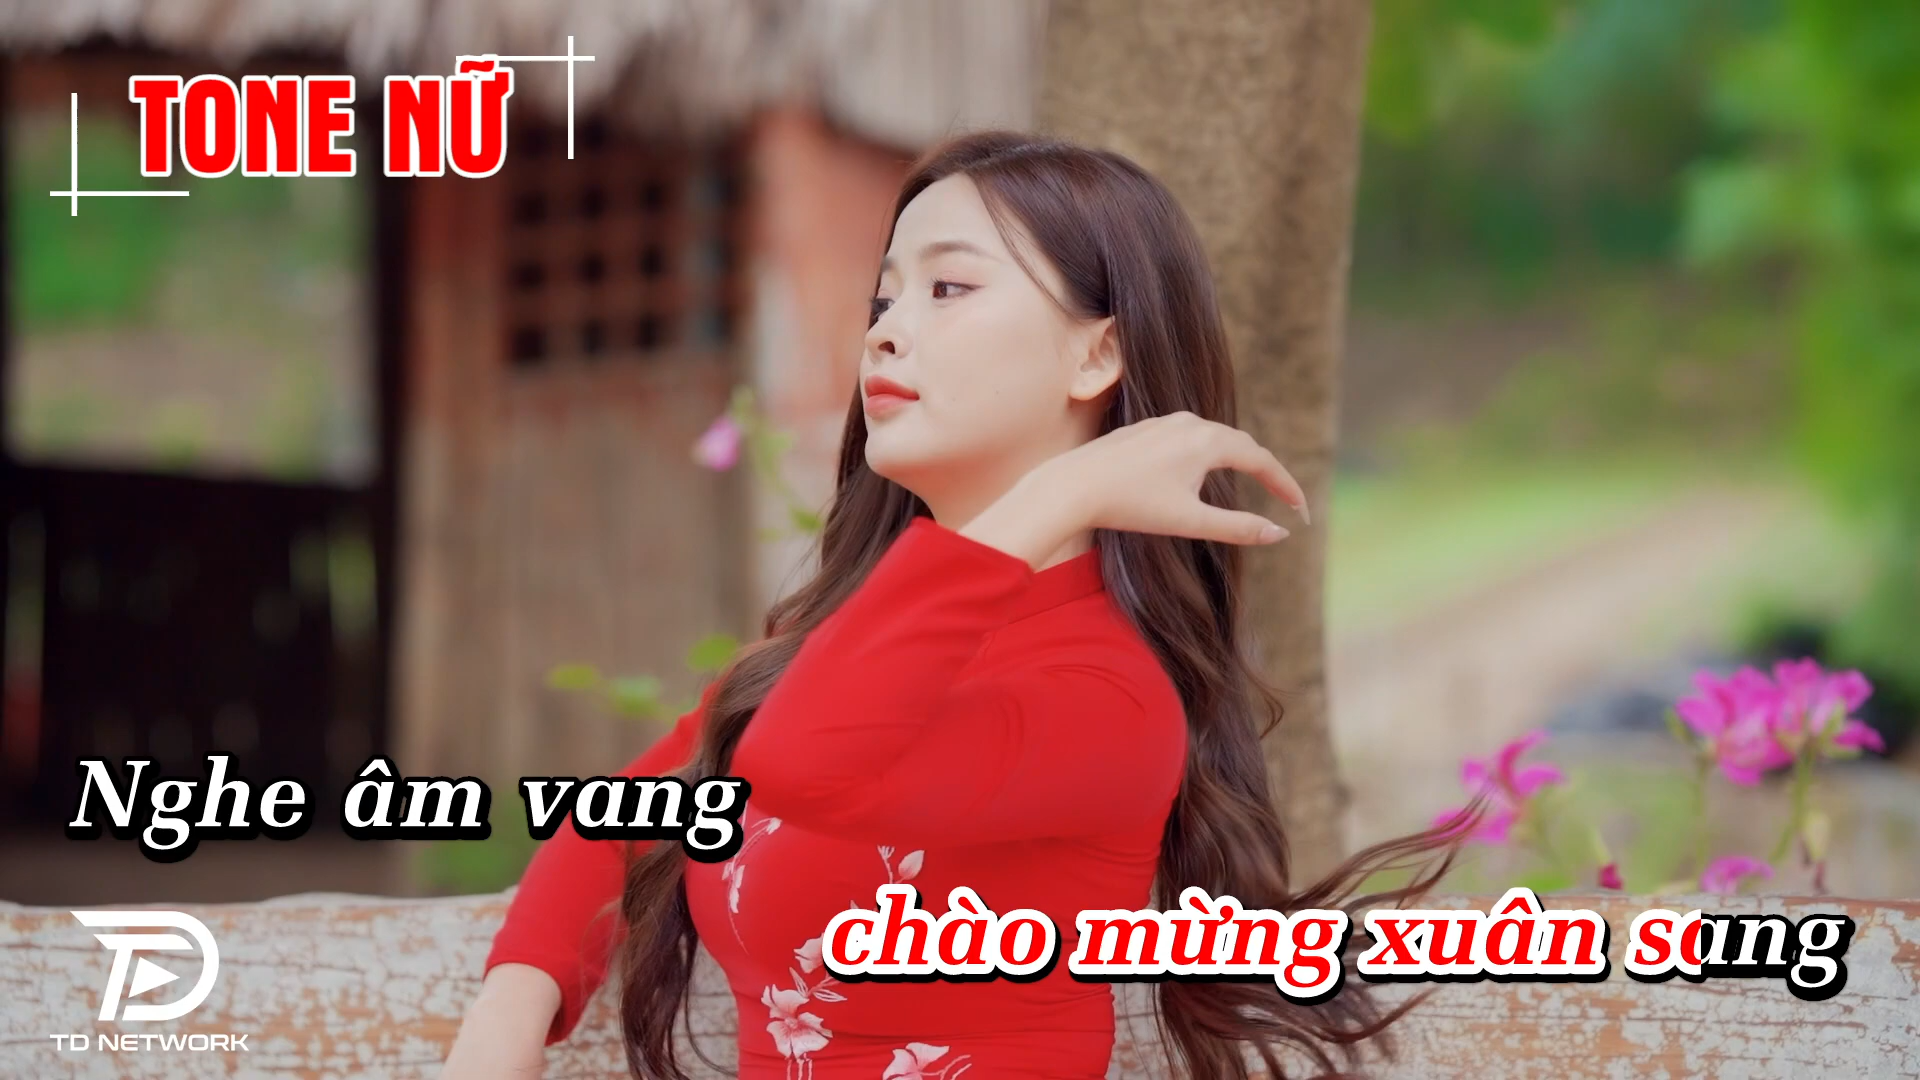 TONE NỮ
Nghe âm vang
chào mừng xuân sang
TD NETWORK